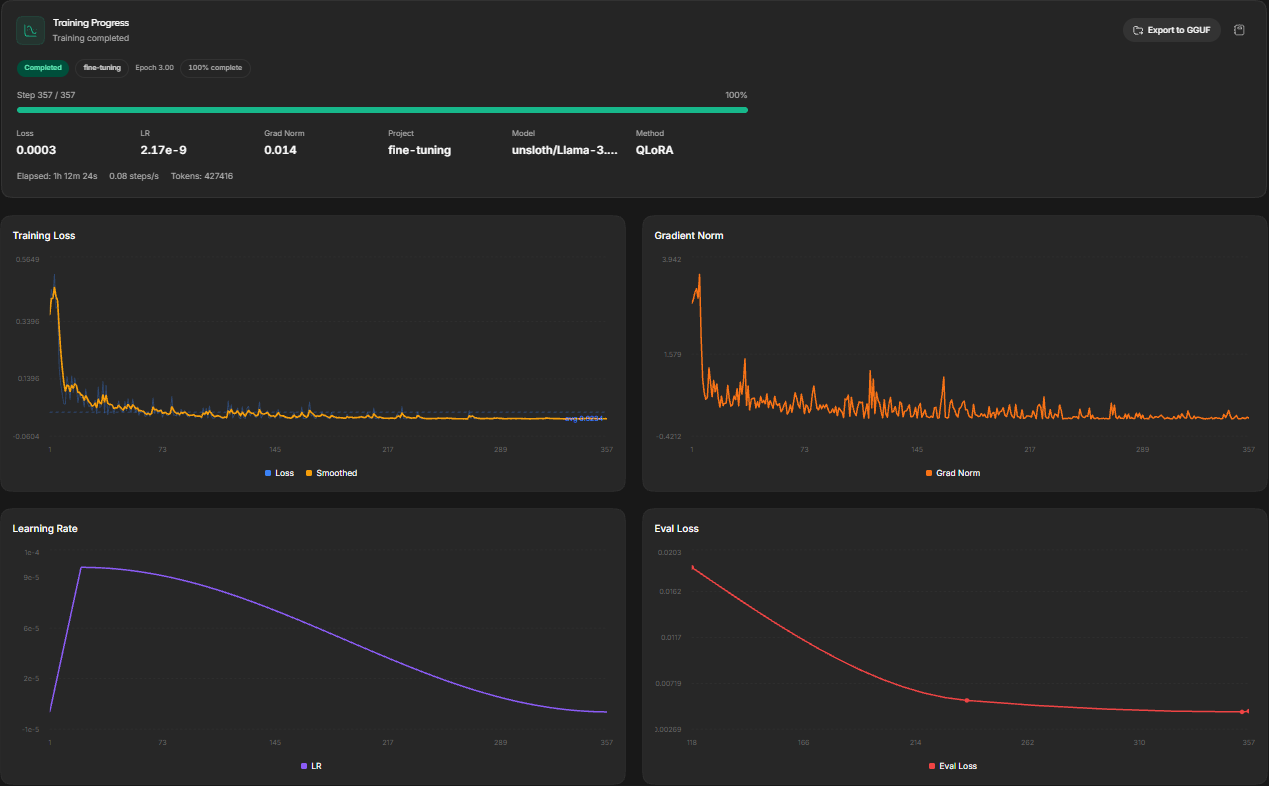 Training Progress
Training completed
Export to GGUF
Completed fine-tuning Epoch 3.00 100% complete
Step 357 / 357 100%
Loss LR Grad Norm Project Model Method
0.0003 2.17e-9 0.014 fine-tuning unsloth/Llama-3.... QLoRA
Elapsed: 1h 12m 24s 0.08 steps/s Tokens: 427416
Training Loss
0.5649
0.3396
0.1396
-0.0604
1 73 145 217 289 357
Loss Smoothed
Gradient Norm
3.942
1.579
-0.4212
1 73 145 217 289 357
Grad Norm
Learning Rate
1e-4
9e-5
6e-5
2e-5
-1e-5
1 73 145 217 289 357
LR
Eval Loss
0.0203
0.0162
0.0117
0.00719
118 166 214 262 310 357
Eval Loss